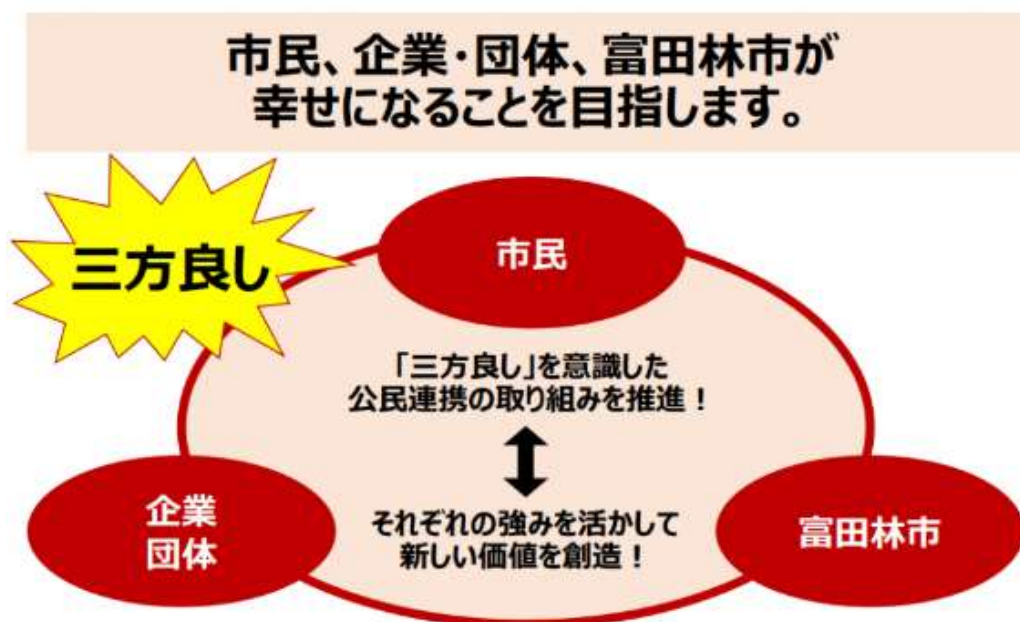 市民、企業・団体、富田林市が
幸せになることを目指します。
三方良し
市民
「三方良し」を意識した
公民連携の取り組みを推進！
それぞれの強みを活かして
新しい価値を創造！
企業
団体
富田林市